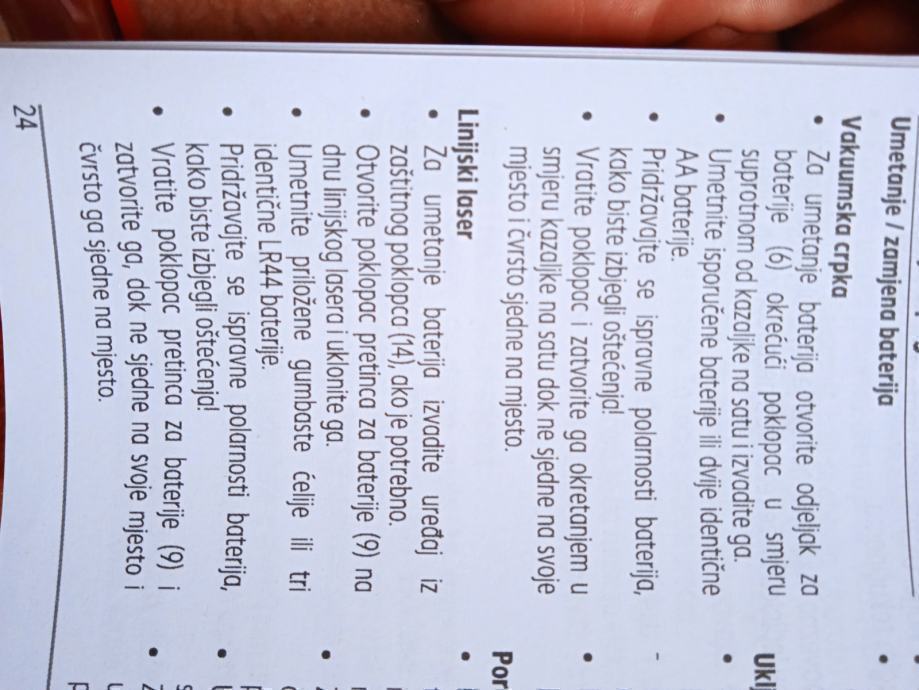 Umetanje / zamjena baterija
Vakuumska crpka
• Za umetanje baterija otvorite odjeljak za
baterije (6) okrećući poklopac u smjeru
suprotnom od kazaljke na satu i izvadite ga.
• Umetnite isporučene baterije ili dvije identične
AA baterije.
• Pridržavajte se ispravne polarnosti baterija,
kako biste izbjegli oštećenja!
• Vratite poklopac i zatvorite ga okretanjem u
smjeru kazaljke na satu dok ne sjedne na svoje
mjesto i čvrsto sjedne na mjesto.
Linijski laser
• Za umetanje baterija izvadite uređaj iz
zaštitnog poklopca (14), ako je potrebno.
• Otvorite poklopac pretinca za baterije (9) na
dnu linijskog lasera i uklonite ga.
• Umetnite priložene gumbaste ćelije ili tri
identične LR44 baterije.
• Pridržavajte se ispravne polarnosti baterija,
kako biste izbjegli oštećenja!
• Vratite poklopac pretinca za baterije (9) i
zatvorite ga, dok ne sjedne na svoje mjesto i
čvrsto ga sjedne na mjesto.
24
Uklj
Por